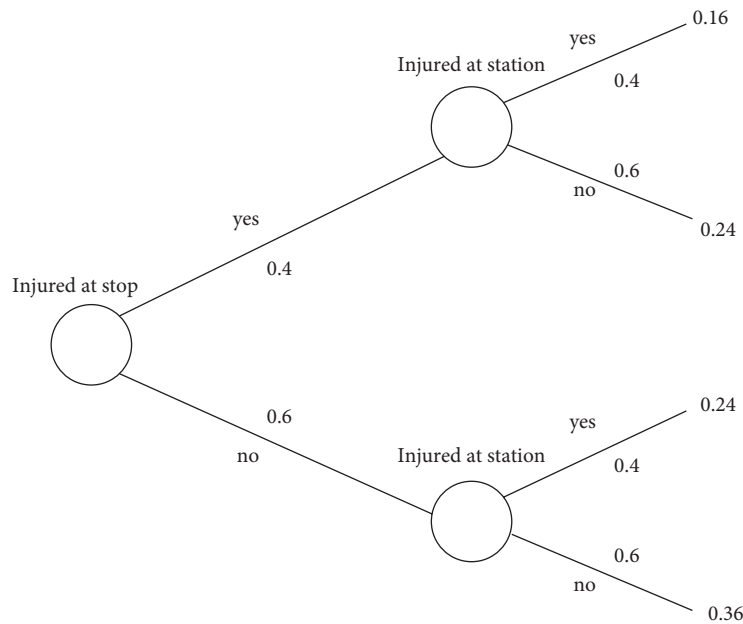 0.16
yes
Injured at station
0.4
0.6
no
yes
0.24
0.4
Injured at stop
0.6
no
0.24
yes
Injured at station
0.4
0.6
no
0.36